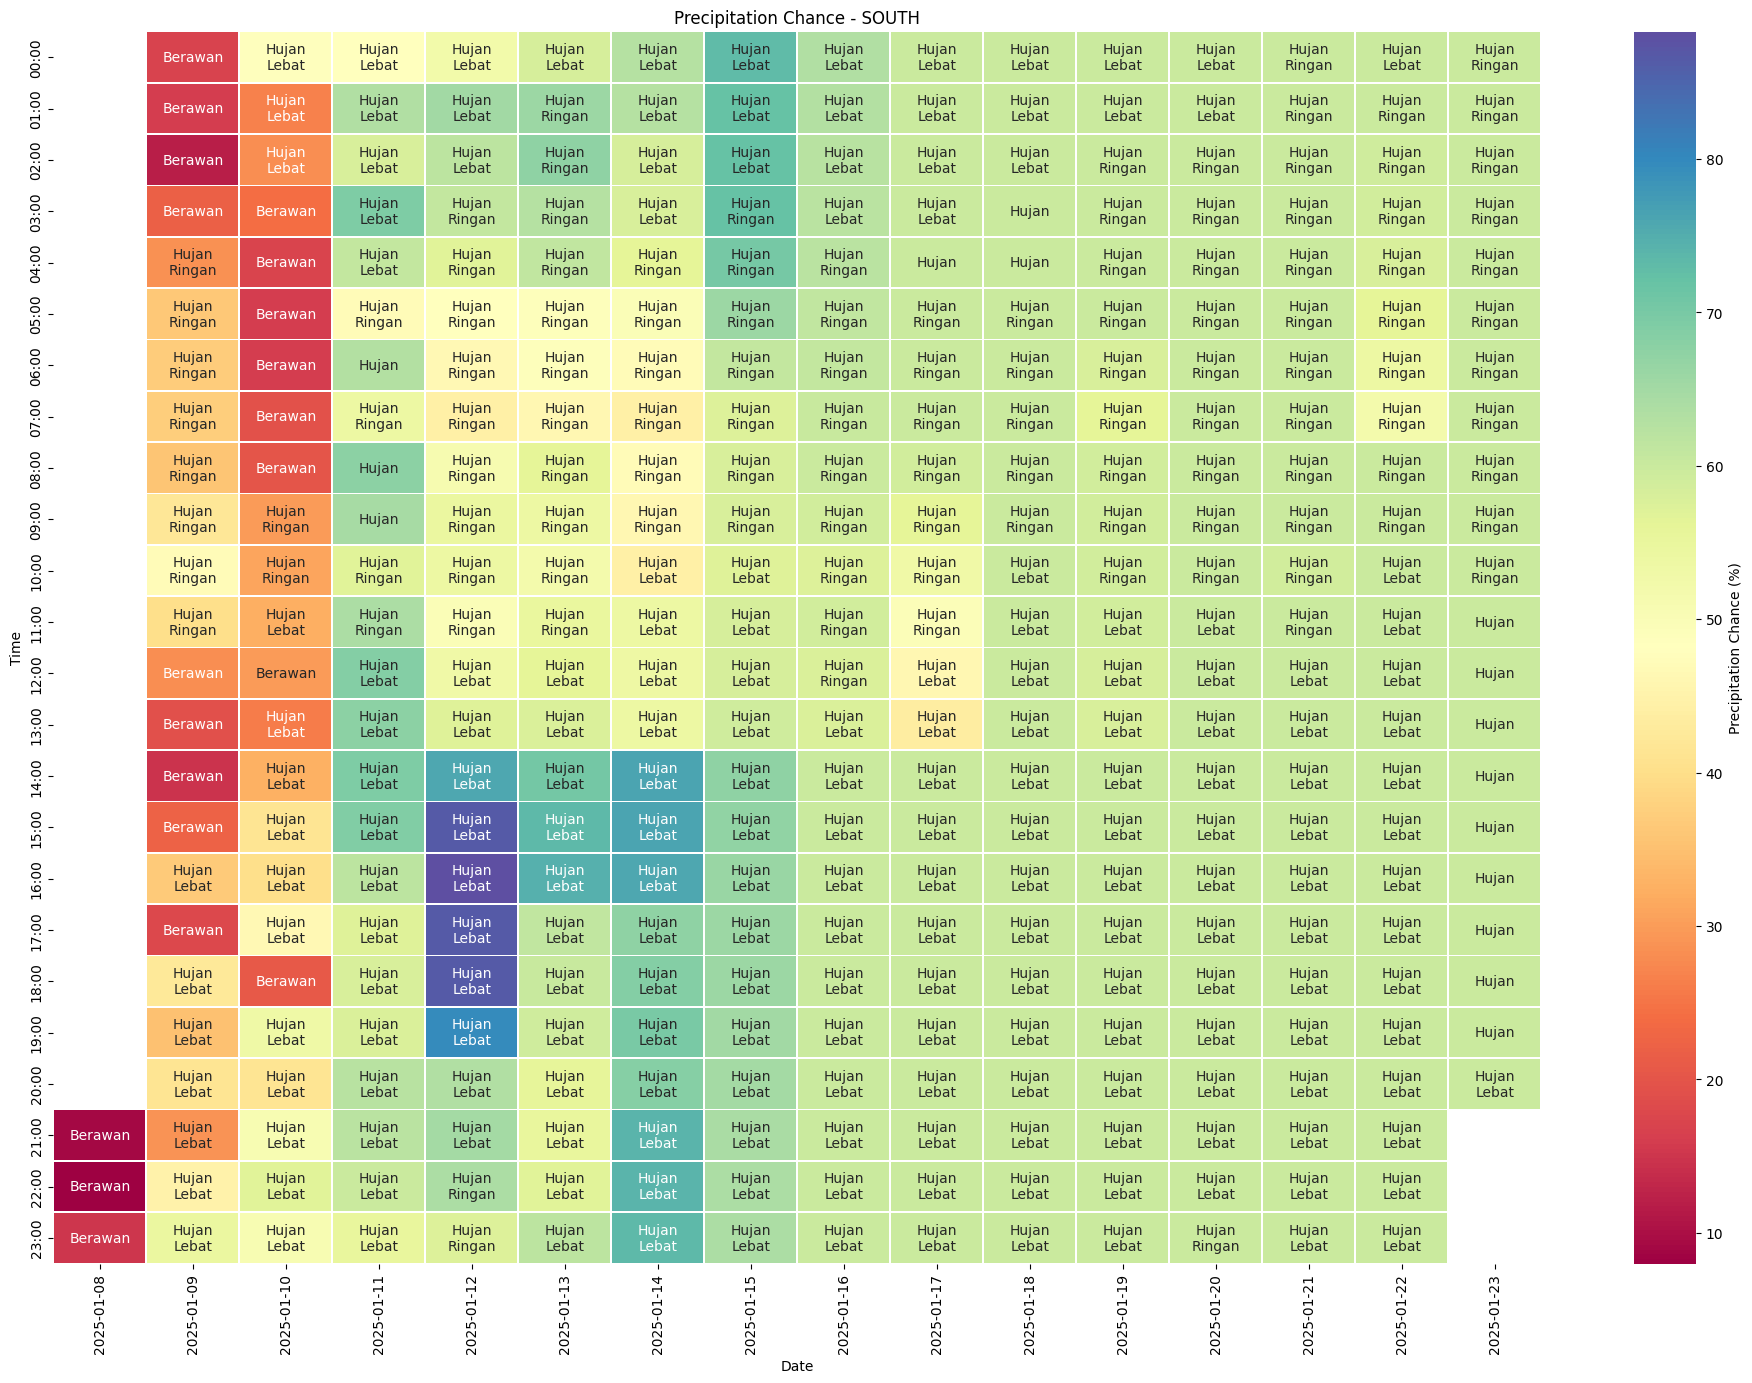 Precipitation Chance - SOUTH
00:00 Berawan Hujan Lebat Hujan Lebat Hujan Lebat Hujan Lebat Hujan Lebat Hujan Lebat Hujan Lebat Hujan Lebat Hujan Lebat Hujan Lebat Hujan Lebat Hujan Ringan Hujan Lebat Hujan Ringan
01:00 Berawan Hujan Lebat Hujan Lebat Hujan Lebat Hujan Ringan Hujan Lebat Hujan Lebat Hujan Lebat Hujan Lebat Hujan Lebat Hujan Lebat Hujan Lebat Hujan Ringan Hujan Ringan Hujan Ringan
02:00 Berawan Hujan Lebat Hujan Lebat Hujan Lebat Hujan Ringan Hujan Lebat Hujan Lebat Hujan Lebat Hujan Lebat Hujan Lebat Hujan Ringan Hujan Ringan Hujan Ringan Hujan Ringan Hujan Ringan
03:00 Berawan Berawan Hujan Lebat Hujan Ringan Hujan Ringan Hujan Lebat Hujan Ringan Hujan Lebat Hujan Lebat Hujan Hujan Ringan Hujan Ringan Hujan Ringan Hujan Ringan Hujan Ringan
04:00 Hujan Ringan Berawan Hujan Lebat Hujan Ringan Hujan Ringan Hujan Ringan Hujan Ringan Hujan Ringan Hujan Hujan Hujan Ringan Hujan Ringan Hujan Ringan Hujan Ringan Hujan Ringan
05:00 Hujan Ringan Berawan Hujan Ringan Hujan Ringan Hujan Ringan Hujan Ringan Hujan Ringan Hujan Ringan Hujan Ringan Hujan Ringan Hujan Ringan Hujan Ringan Hujan Ringan Hujan Ringan Hujan Ringan
06:00 Hujan Ringan Berawan Hujan Hujan Ringan Hujan Ringan Hujan Ringan Hujan Ringan Hujan Ringan Hujan Ringan Hujan Ringan Hujan Ringan Hujan Ringan Hujan Ringan Hujan Ringan Hujan Ringan
07:00 Hujan Ringan Berawan Hujan Ringan Hujan Ringan Hujan Ringan Hujan Ringan Hujan Ringan Hujan Ringan Hujan Ringan Hujan Ringan Hujan Ringan Hujan Ringan Hujan Ringan Hujan Ringan Hujan Ringan
08:00 Hujan Ringan Berawan Hujan Hujan Ringan Hujan Ringan Hujan Ringan Hujan Ringan Hujan Ringan Hujan Ringan Hujan Ringan Hujan Ringan Hujan Ringan Hujan Ringan Hujan Ringan Hujan Ringan
09:00 Hujan Ringan Hujan Ringan Hujan Hujan Ringan Hujan Ringan Hujan Ringan Hujan Ringan Hujan Ringan Hujan Ringan Hujan Ringan Hujan Ringan Hujan Ringan Hujan Ringan Hujan Ringan Hujan Ringan
10:00 Hujan Ringan Hujan Ringan Hujan Ringan Hujan Ringan Hujan Ringan Hujan Lebat Hujan Lebat Hujan Ringan Hujan Ringan Hujan Lebat Hujan Ringan Hujan Ringan Hujan Ringan Hujan Lebat Hujan Ringan
11:00 Hujan Ringan Hujan Lebat Hujan Ringan Hujan Ringan Hujan Ringan Hujan Lebat Hujan Lebat Hujan Ringan Hujan Ringan Hujan Lebat Hujan Lebat Hujan Lebat Hujan Ringan Hujan Lebat Hujan
12:00 Berawan Berawan Hujan Lebat Hujan Lebat Hujan Lebat Hujan Lebat Hujan Lebat Hujan Ringan Hujan Lebat Hujan Lebat Hujan Lebat Hujan Lebat Hujan Lebat Hujan Lebat Hujan
13:00 Berawan Hujan Lebat Hujan Lebat Hujan Lebat Hujan Lebat Hujan Lebat Hujan Lebat Hujan Lebat Hujan Lebat Hujan Lebat Hujan Lebat Hujan Lebat Hujan Lebat Hujan Lebat Hujan
14:00 Berawan Hujan Lebat Hujan Lebat Hujan Lebat Hujan Lebat Hujan Lebat Hujan Lebat Hujan Lebat Hujan Lebat Hujan Lebat Hujan Lebat Hujan Lebat Hujan Lebat Hujan Lebat Hujan
15:00 Berawan Hujan Lebat Hujan Lebat Hujan Lebat Hujan Lebat Hujan Lebat Hujan Lebat Hujan Lebat Hujan Lebat Hujan Lebat Hujan Lebat Hujan Lebat Hujan Lebat Hujan Lebat Hujan
16:00 Hujan Lebat Hujan Lebat Hujan Lebat Hujan Lebat Hujan Lebat Hujan Lebat Hujan Lebat Hujan Lebat Hujan Lebat Hujan Lebat Hujan Lebat Hujan Lebat Hujan Lebat Hujan Lebat Hujan
17:00 Berawan Hujan Lebat Hujan Lebat Hujan Lebat Hujan Lebat Hujan Lebat Hujan Lebat Hujan Lebat Hujan Lebat Hujan Lebat Hujan Lebat Hujan Lebat Hujan Lebat Hujan Lebat Hujan
18:00 Hujan Lebat Berawan Hujan Lebat Hujan Lebat Hujan Lebat Hujan Lebat Hujan Lebat Hujan Lebat Hujan Lebat Hujan Lebat Hujan Lebat Hujan Lebat Hujan Lebat Hujan Lebat Hujan
19:00 Hujan Lebat Hujan Lebat Hujan Lebat Hujan Lebat Hujan Lebat Hujan Lebat Hujan Lebat Hujan Lebat Hujan Lebat Hujan Lebat Hujan Lebat Hujan Lebat Hujan Lebat Hujan Lebat Hujan
20:00 Hujan Lebat Hujan Lebat Hujan Lebat Hujan Lebat Hujan Lebat Hujan Lebat Hujan Lebat Hujan Lebat Hujan Lebat Hujan Lebat Hujan Lebat Hujan Lebat Hujan Lebat Hujan Lebat Hujan Lebat
21:00 Berawan Hujan Lebat Hujan Lebat Hujan Lebat Hujan Lebat Hujan Lebat Hujan Lebat Hujan Lebat Hujan Lebat Hujan Lebat Hujan Lebat Hujan Lebat Hujan Lebat Hujan Lebat Hujan Lebat
22:00 Berawan Hujan Lebat Hujan Lebat Hujan Lebat Hujan Ringan Hujan Lebat Hujan Lebat Hujan Lebat Hujan Lebat Hujan Lebat Hujan Lebat Hujan Lebat Hujan Lebat Hujan Lebat Hujan Lebat
23:00 Berawan Hujan Lebat Hujan Lebat Hujan Lebat Hujan Ringan Hujan Lebat Hujan Lebat Hujan Lebat Hujan Lebat Hujan Lebat Hujan Lebat Hujan Lebat Hujan Ringan Hujan Lebat Hujan Lebat
2025-01-08 2025-01-09 2025-01-10 2025-01-11 2025-01-12 2025-01-13 2025-01-14 2025-01-15 2025-01-16 2025-01-17 2025-01-18 2025-01-19 2025-01-20 2025-01-21 2025-01-22 2025-01-23
Time
Date
80
70
60
50
40
30
20
10
Precipitation Chance (%)